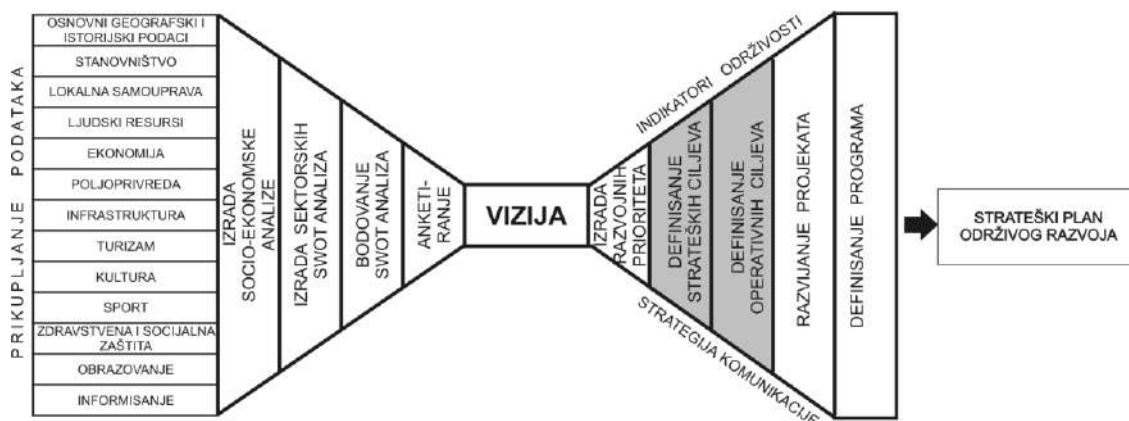 PRIKUPLJANJE PODATAKA
OSNOVNI GEOGRAFSKI I
ISTORIJSKI PODACI
STANOVNIŠTVO
LOKALNA SAMOUPRAVA
LJUDSKI RESURSI
EKONOMIJA
POLJOPRIVREDA
INFRASTRUKTURA
TURIZAM
KULTURA
SPORT
ZDRAVSTVENA I SOCIJALNA
ZAŠTITA
OBRAZOVANJE
INFORMISANJE
IZRADA
SOCIO-EKONOMSKE
ANALIZE
IZRADA SEKTORSKIH
SWOT ANALIZA
BODOVANJE
SWOT ANALIZA
ANKETI-
RANJE
VIZIJA
INDIKATORI ODRŽIVOSTI
IZRADA
RAZVOJNIH
PRIORITETA
DEFINISANJE
STRATEŠKIH CILJEVA
DEFINISANJE
OPERATIVNIH CILJEVA
RAZVIJANJE PROJEKATA
DEFINISANJE PROGRAMA
STRATEGIJA KOMUNIKACIJE
STRATEŠKI PLAN
ODRŽIVOG RAZVOJA